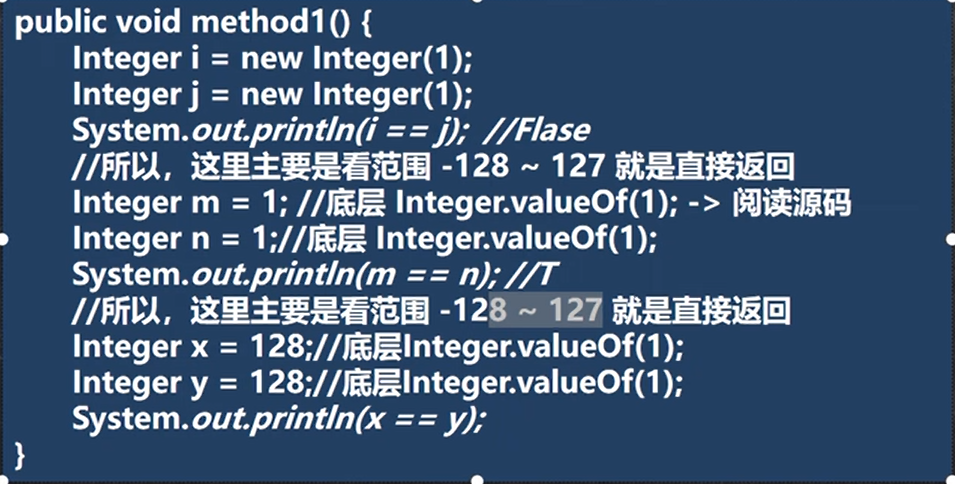 public void method1() {
Integer i = new Integer(1);
Integer j = new Integer(1);
System.out.println(i == j); //Flase
//所以，这里主要是看范围 -128 ~ 127 就是直接返回
Integer m = 1; //底层 Integer.valueOf(1); -> 阅读源码
Integer n = 1;//底层 Integer.valueOf(1);
System.out.println(m == n); //T
//所以，这里主要是看范围 -128 ~ 127 就是直接返回
Integer x = 128;//底层Integer.valueOf(1);
Integer y = 128;//底层Integer.valueOf(1);
System.out.println(x == y);
}